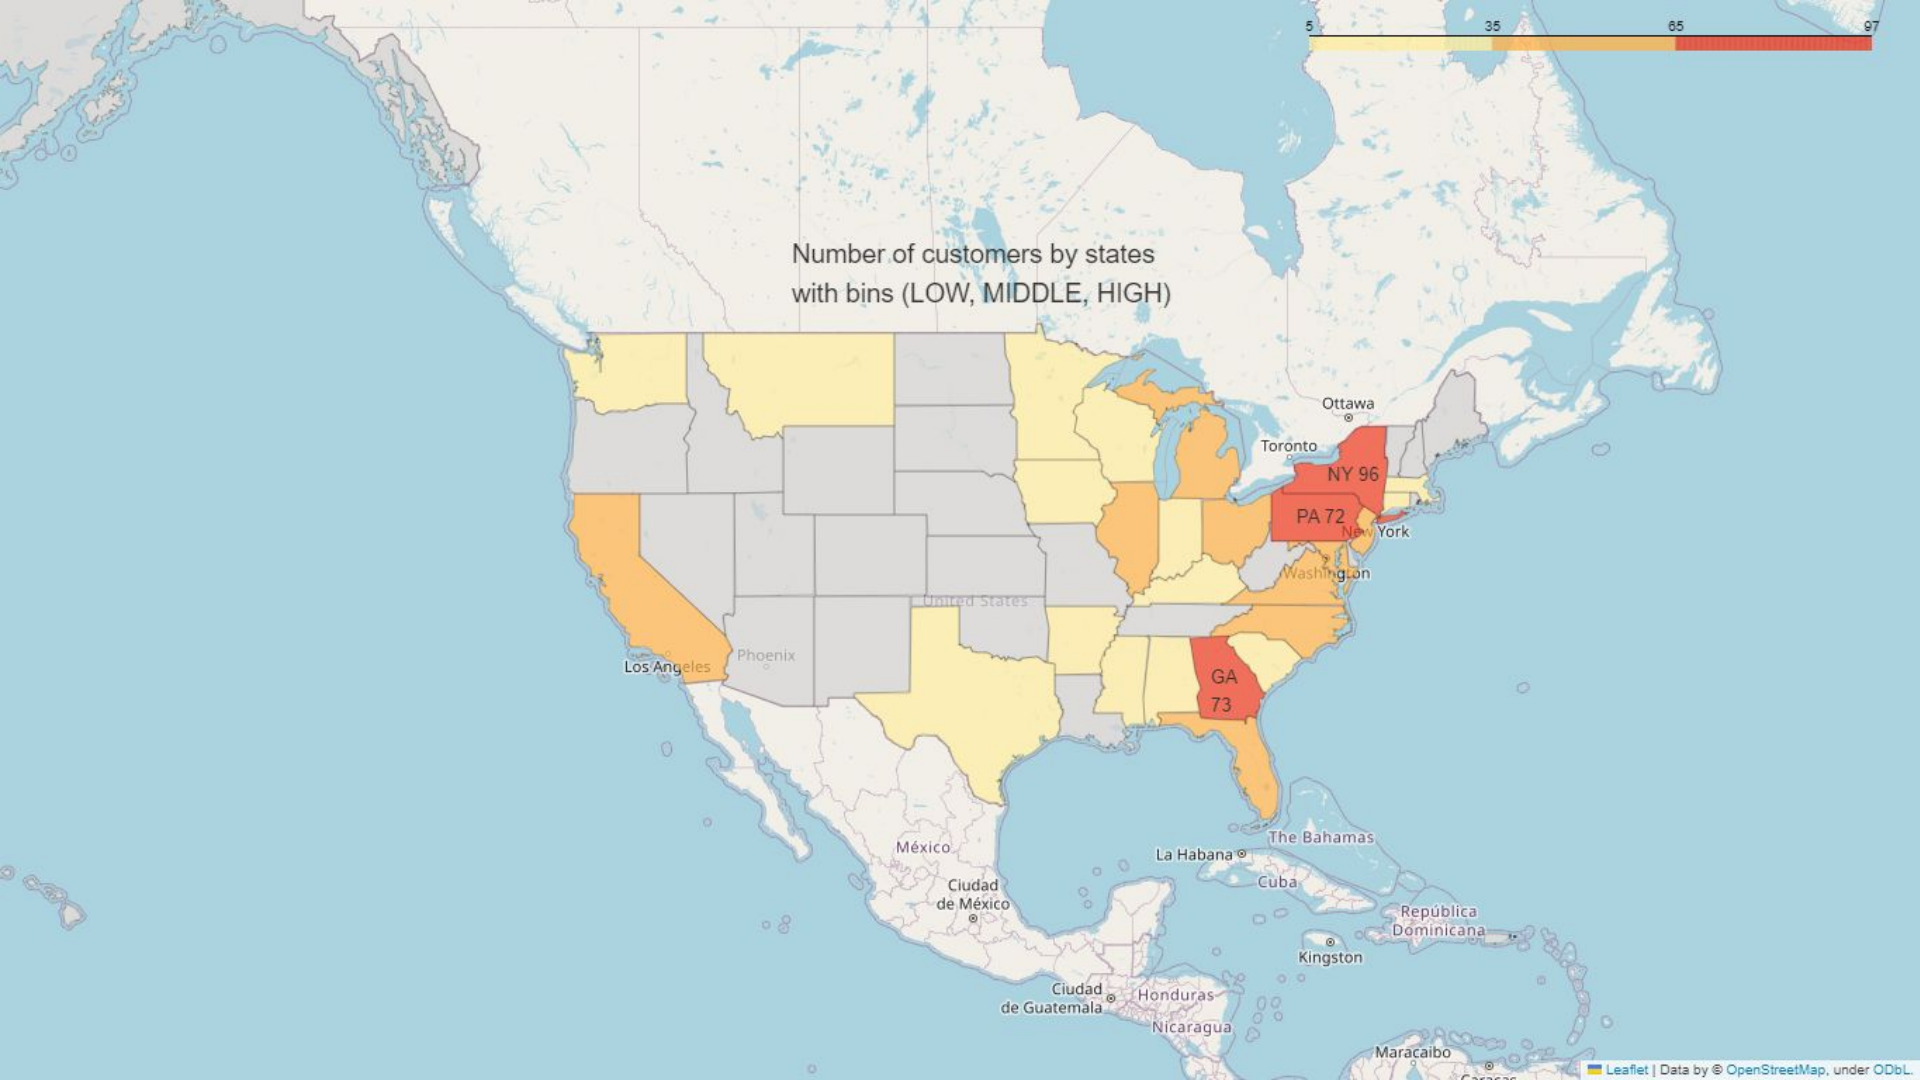 5 35 65 97
Number of customers by states
with bins (LOW, MIDDLE, HIGH)
Ottawa
Toronto
NY 96
PA 72
New York
Washington
United States
Phoenix
Los Angeles
GA
73
The Bahamas
México
La Habana
Cuba
Ciudad
de México
República
Dominicana
Kingston
Ciudad
de Guatemala
Honduras
Nicaragua
Maracaibo
Caracas
Leaflet | Data by © OpenStreetMap, under ODbL.